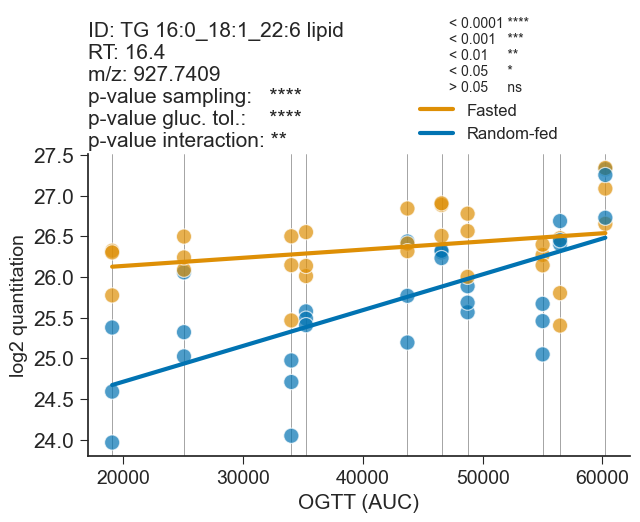 ID: TG 16:0_18:1_22:6 lipid
RT: 16.4
m/z: 927.7409
p-value sampling: ****
p-value gluc. tol.: ****
p-value interaction: **
< 0.0001 ****
< 0.001 ***
< 0.01 **
< 0.05 *
> 0.05 ns
Fasted
Random-fed
27.5
27.0
26.5
26.0
25.5
25.0
24.5
24.0
log2 quantitation
20000 30000 40000 50000 60000
OGTT (AUC)